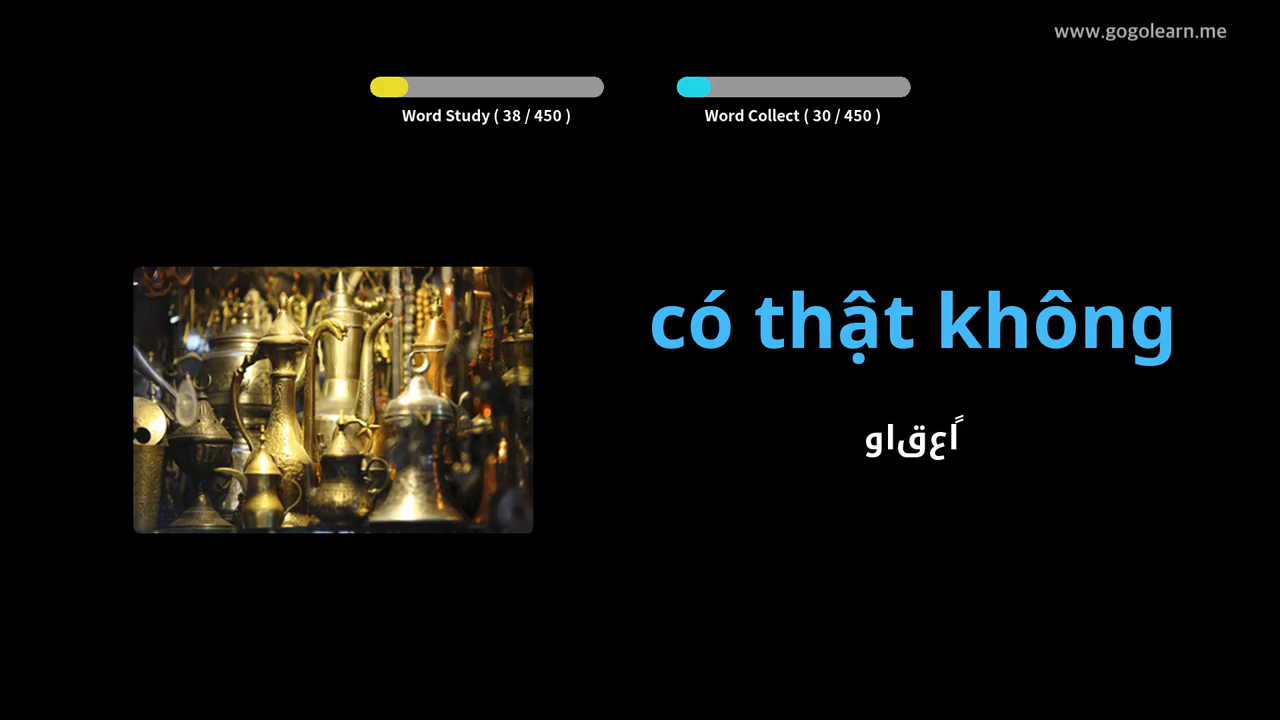 www.gogolearn.me
Word Study ( 38 / 450 )
Word Collect ( 30 / 450 )
có thật không
واقعاً